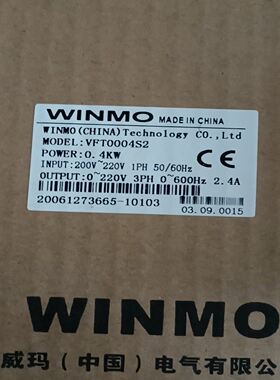 WINMO MADE IN CHINA
WINMO(CHINA)Technology CO.,Ltd
MODEL:VFT0004S2
POWER:0.4KW
INPUT:200V~220V 1PH 50/60Hz
OUTPUT:0~220V 3PH 0~600Hz 2.4A
CE
20061273665-10103
03.09.0015
WINMO
威玛（中国）电气有限公